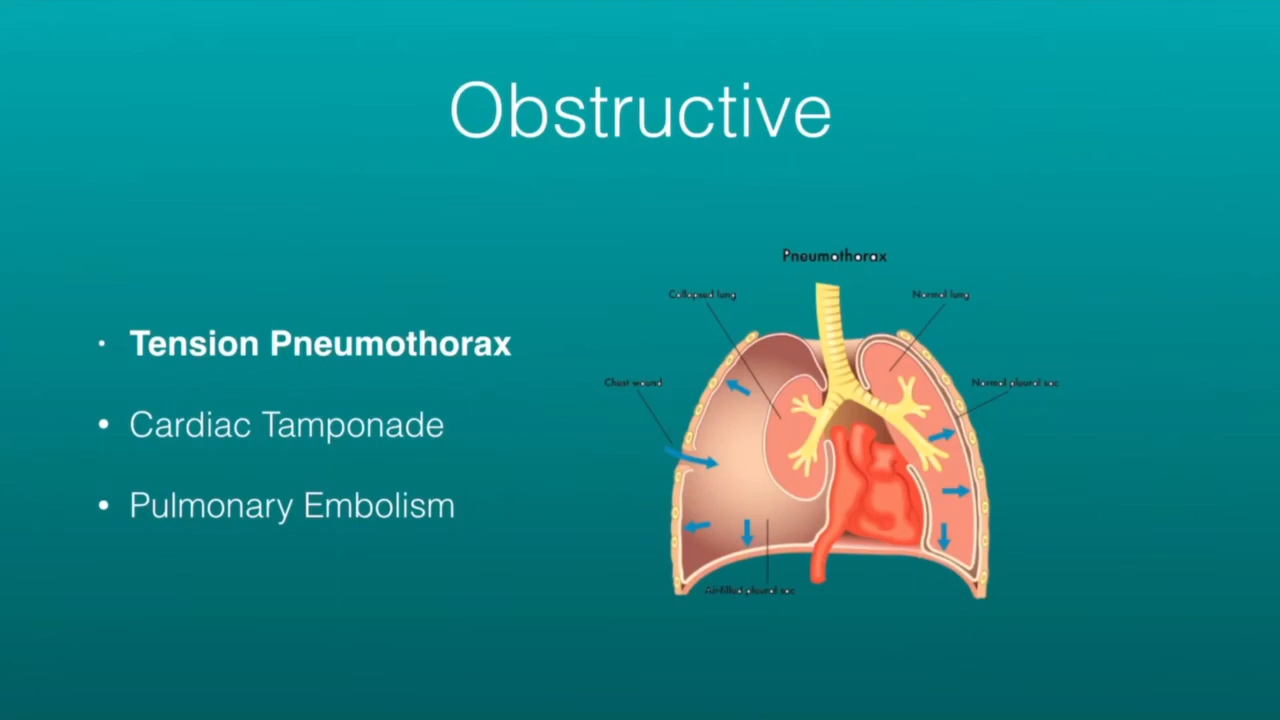 Obstructive
• Tension Pneumothorax
• Cardiac Tamponade
• Pulmonary Embolism
Pneumothorax
Collapsed lung
Normal lung
Chest wound
Normal pleural sac
Air-filled pleural sac